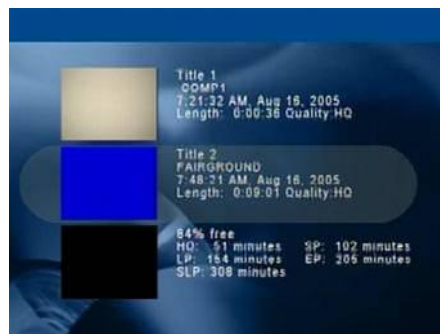 Title 1
COMP1
7:21:32 AM, Aug 16, 2005
Length: 0:00:36 Quality:HQ
Title 2
FAIRGROUND
7:48:21 AM, Aug 16, 2005
Length: 0:09:01 Quality:HQ
84% free
HQ: 51 minutes SP: 102 minutes
LP: 154 minutes EP: 205 minutes
SLP: 308 minutes